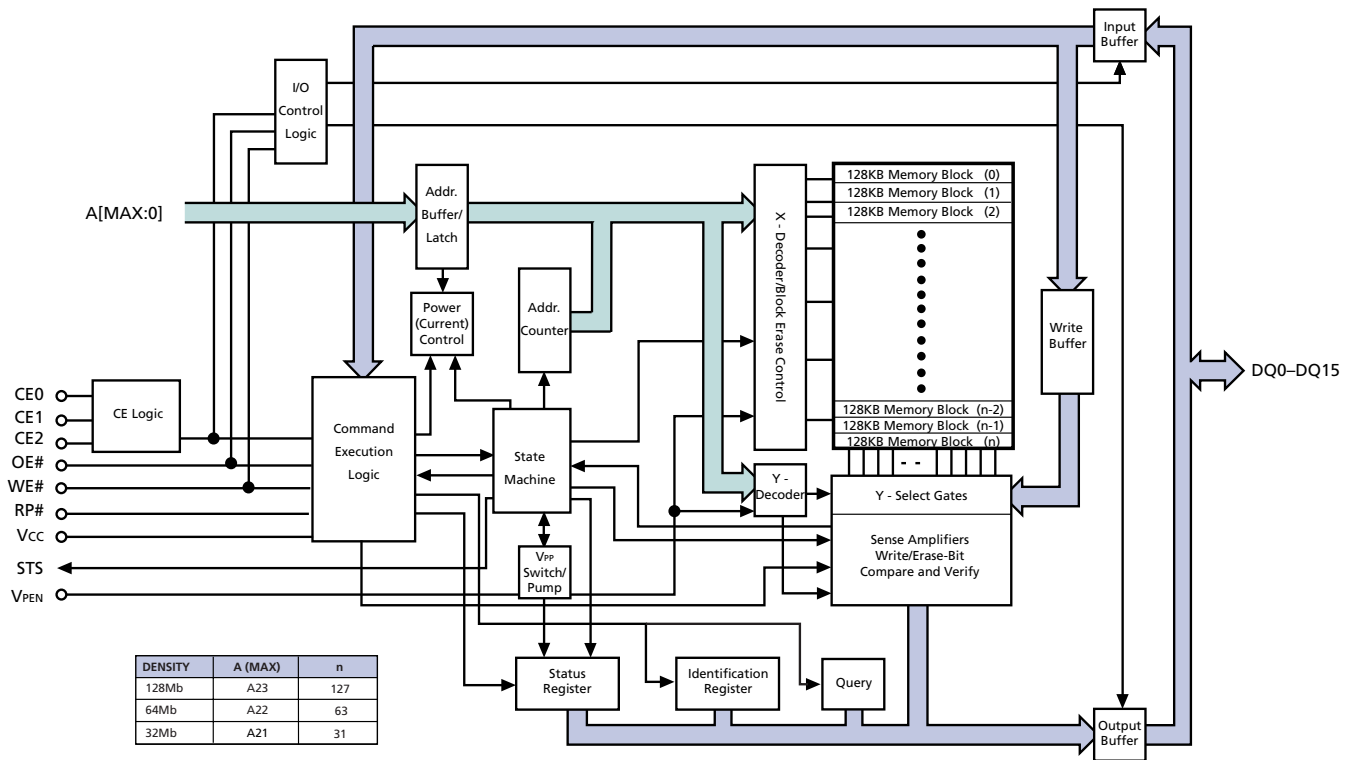 Input
Buffer
I/O
Control
Logic
A[MAX:0]
Addr.
Buffer/
Latch
Power
(Current)
Control
Addr.
Counter
X - Decoder/Block Erase Control
128KB Memory Block (0)
128KB Memory Block (1)
128KB Memory Block (2)
128KB Memory Block (n-2)
128KB Memory Block (n-1)
128KB Memory Block (n)
Write
Buffer
DQ0–DQ15
CE0
CE1
CE2
OE#
WE#
RP#
VCC
STS
VPEN
CE Logic
Command
Execution
Logic
State
Machine
VPP
Switch/
Pump
Y -
Decoder
Y - Select Gates
Sense Amplifiers
Write/Erase-Bit
Compare and Verify
Status
Register
Identification
Register
Query
Output
Buffer
DENSITY A (MAX) n
128Mb A23 127
64Mb A22 63
32Mb A21 31